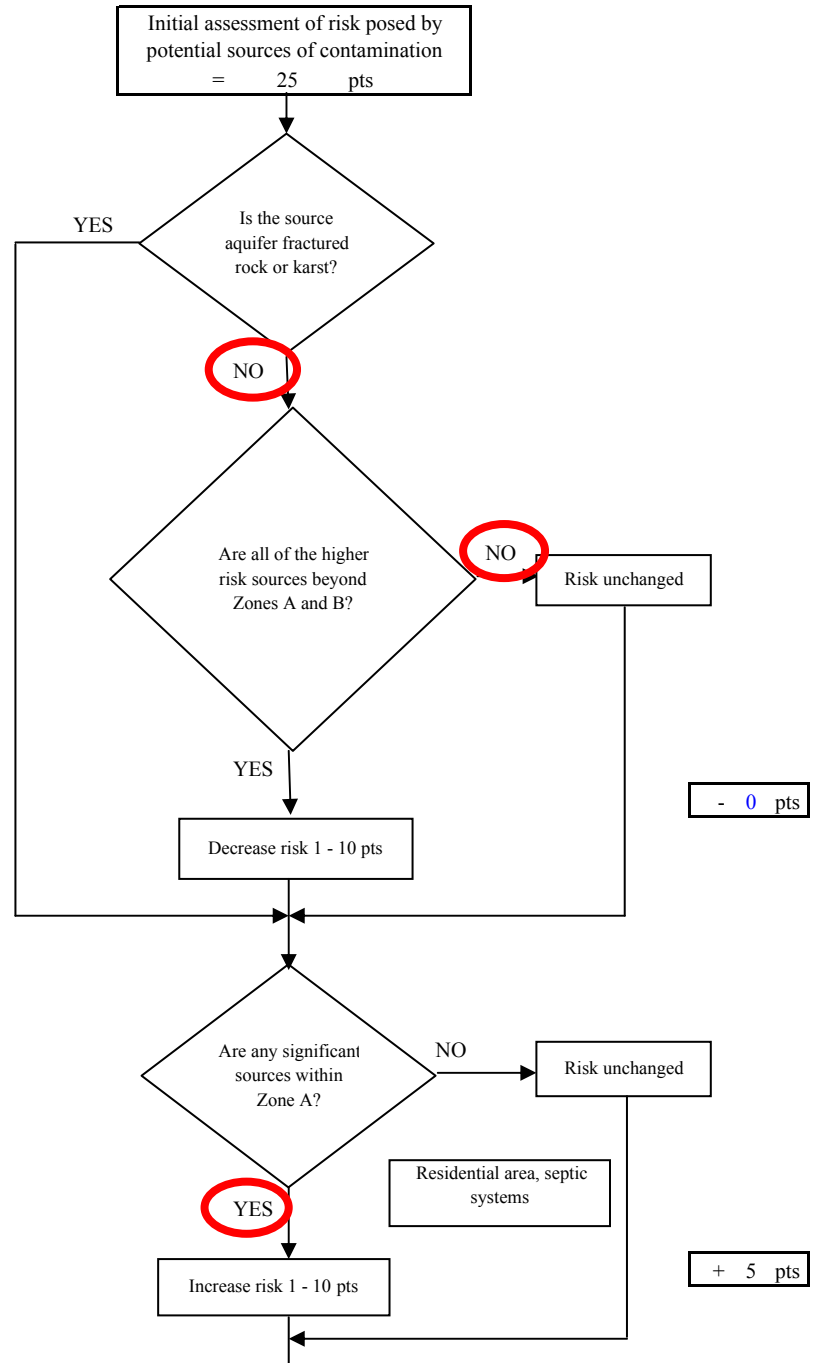 Initial assessment of risk posed by
potential sources of contamination
= 25 pts
YES
Is the source
aquifer fractured
rock or karst?
NO
Are all of the higher
risk sources beyond
Zones A and B?
NO
Risk unchanged
YES
- 0 pts
Decrease risk 1 - 10 pts
Are any significant
sources within
Zone A?
NO
Risk unchanged
Residential area, septic
systems
YES
+ 5 pts
Increase risk 1 - 10 pts